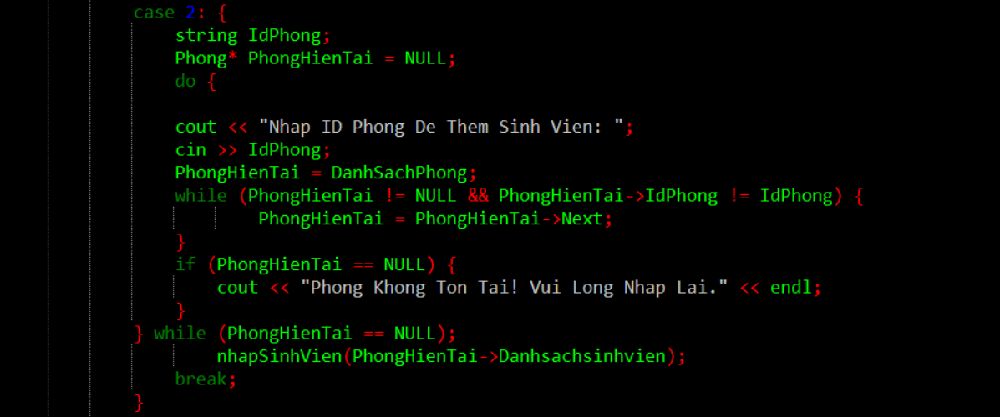 case 2: {
string IdPhong;
Phong* PhongHienTai = NULL;
do {
cout << "Nhap ID Phong De Them Sinh Vien: ";
cin >> IdPhong;
PhongHienTai = DanhSachPhong;
while (PhongHienTai != NULL && PhongHienTai->IdPhong != IdPhong) {
PhongHienTai = PhongHienTai->Next;
}
if (PhongHienTai == NULL) {
cout << "Phong Khong Ton Tai! Vui Long Nhap Lai." << endl;
}
} while (PhongHienTai == NULL);
nhapSinhVien(PhongHienTai->Danhsachsinhvien);
break;
}